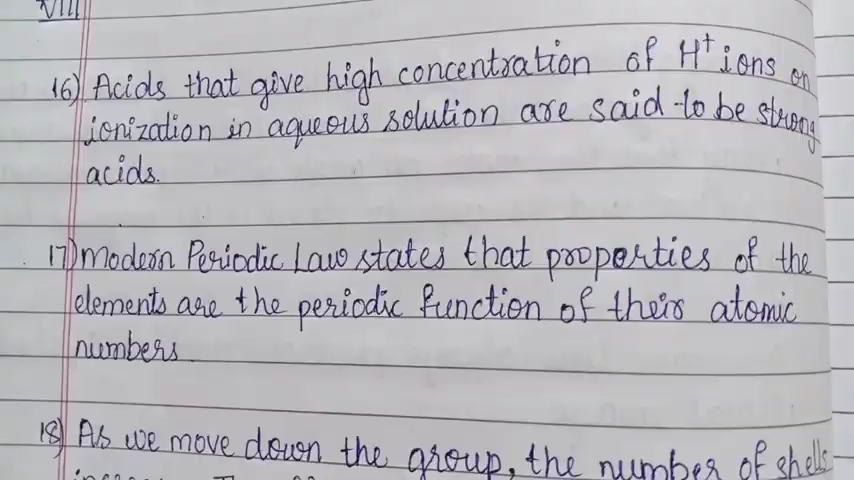 VIII
16) Acids that give high concentration of H⁺ ions on
ionization in aqueous solution are said to be strong
acids.
17) Modern Periodic Law states that properties of the
elements are the periodic function of their atomic
numbers
18) As we move down the group, the number of shells